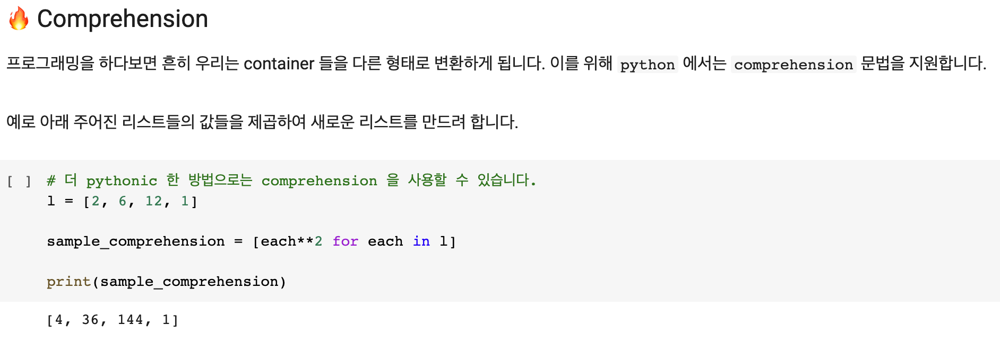 🔥 Comprehension
프로그래밍을 하다보면 흔히 우리는 container 들을 다른 형태로 변환하게 됩니다. 이를 위해 python 에서는 comprehension 문법을 지원합니다.
예로 아래 주어진 리스트들의 값들을 제곱하여 새로운 리스트를 만드려 합니다.
[ ] # 더 pythonic 한 방법으로는 comprehension 을 사용할 수 있습니다.
l = [2, 6, 12, 1]
sample_comprehension = [each**2 for each in l]
print(sample_comprehension)
[4, 36, 144, 1]